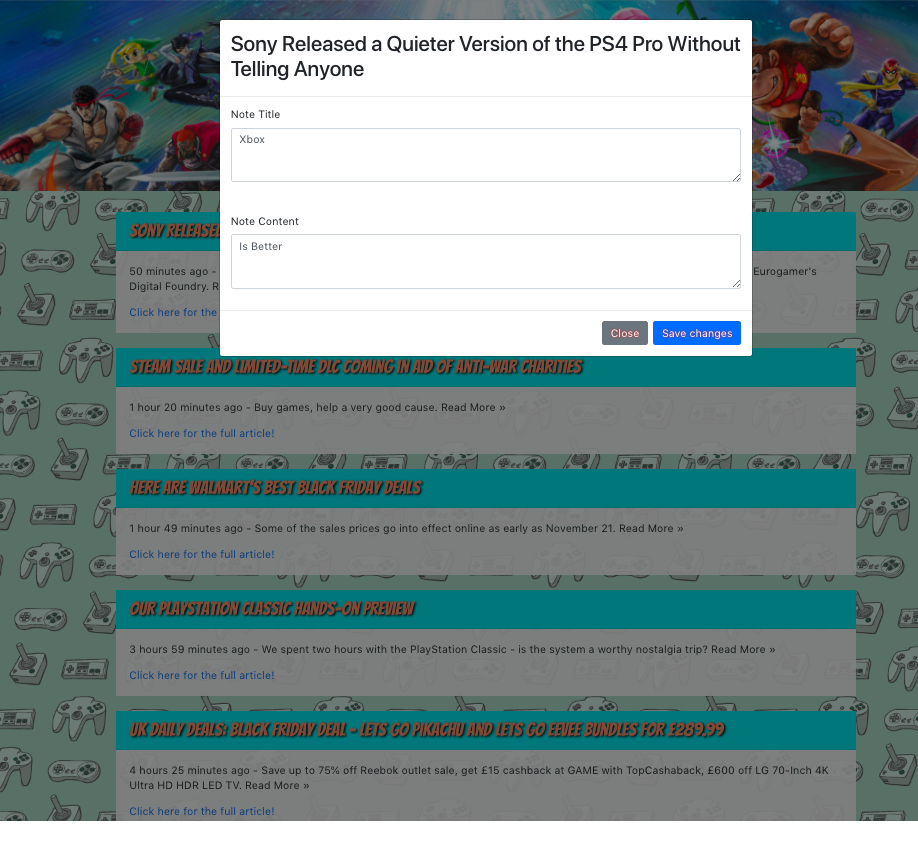 Sony Released a Quieter Version of the PS4 Pro Without
Telling Anyone
Note Title
Xbox
Note Content
Is Better
Close
Save changes
SONY RELEASED
50 minutes ago -
Eurogamer's
Digital Foundry. R
Click here for the
STEAM SALE AND LIMITED-TIME DLC COMING IN AID OF ANTI-WAR CHARITIES
1 hour 20 minutes ago - Buy games, help a very good cause. Read More »
Click here for the full article!
HERE ARE WALMART'S BEST BLACK FRIDAY DEALS
1 hour 49 minutes ago - Some of the sales prices go into effect online as early as November 21. Read More »
Click here for the full article!
OUR PLAYSTATION CLASSIC HANDS-ON PREVIEW
3 hours 59 minutes ago - We spent two hours with the PlayStation Classic - is the system a worthy nostalgia trip? Read More »
Click here for the full article!
UK DAILY DEALS: BLACK FRIDAY DEAL - LETS GO PIKACHU AND LETS GO EEVEE BUNDLES FOR £289.99
4 hours 25 minutes ago - Save up to 75% off Reebok outlet sale, get £15 cashback at GAME with TopCashaback, £600 off LG 70-Inch 4K
Ultra HD HDR LED TV. Read More »
Click here for the full article!